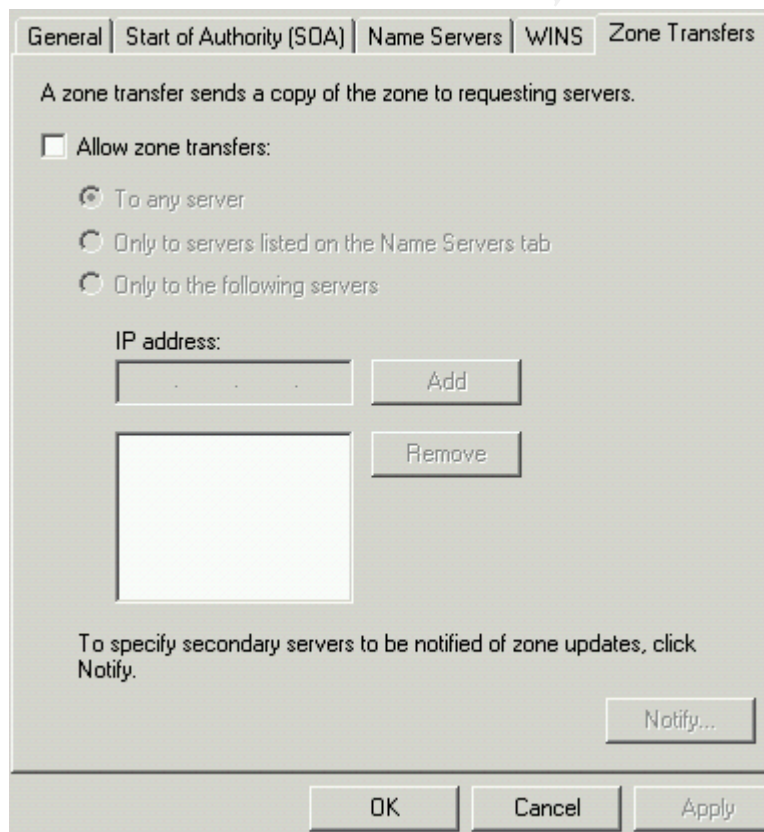 General Start of Authority (SOA) Name Servers WINS Zone Transfers
A zone transfer sends a copy of the zone to requesting servers.
Allow zone transfers:
To any server
Only to servers listed on the Name Servers tab
Only to the following servers
IP address:
Add
Remove
To specify secondary servers to be notified of zone updates, click
Notify.
Notify...
OK Cancel Apply